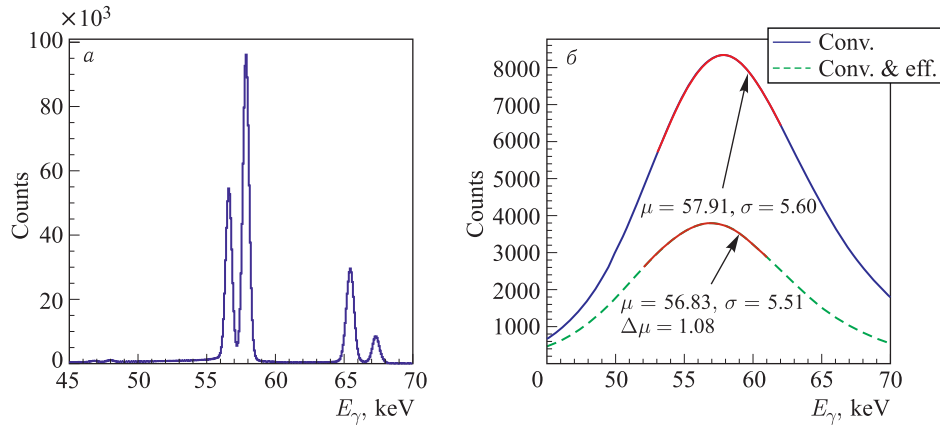 ×10³
100
80
60
40
20
0
Counts
a
45 50 55 60 65 70
Eγ, keV
8000
7000
6000
5000
4000
3000
2000
1000
Counts
б
Conv.
Conv. & eff.
μ = 57.91, σ = 5.60
μ = 56.83, σ = 5.51
Δμ = 1.08
0 50 55 60 65 70
Eγ, keV